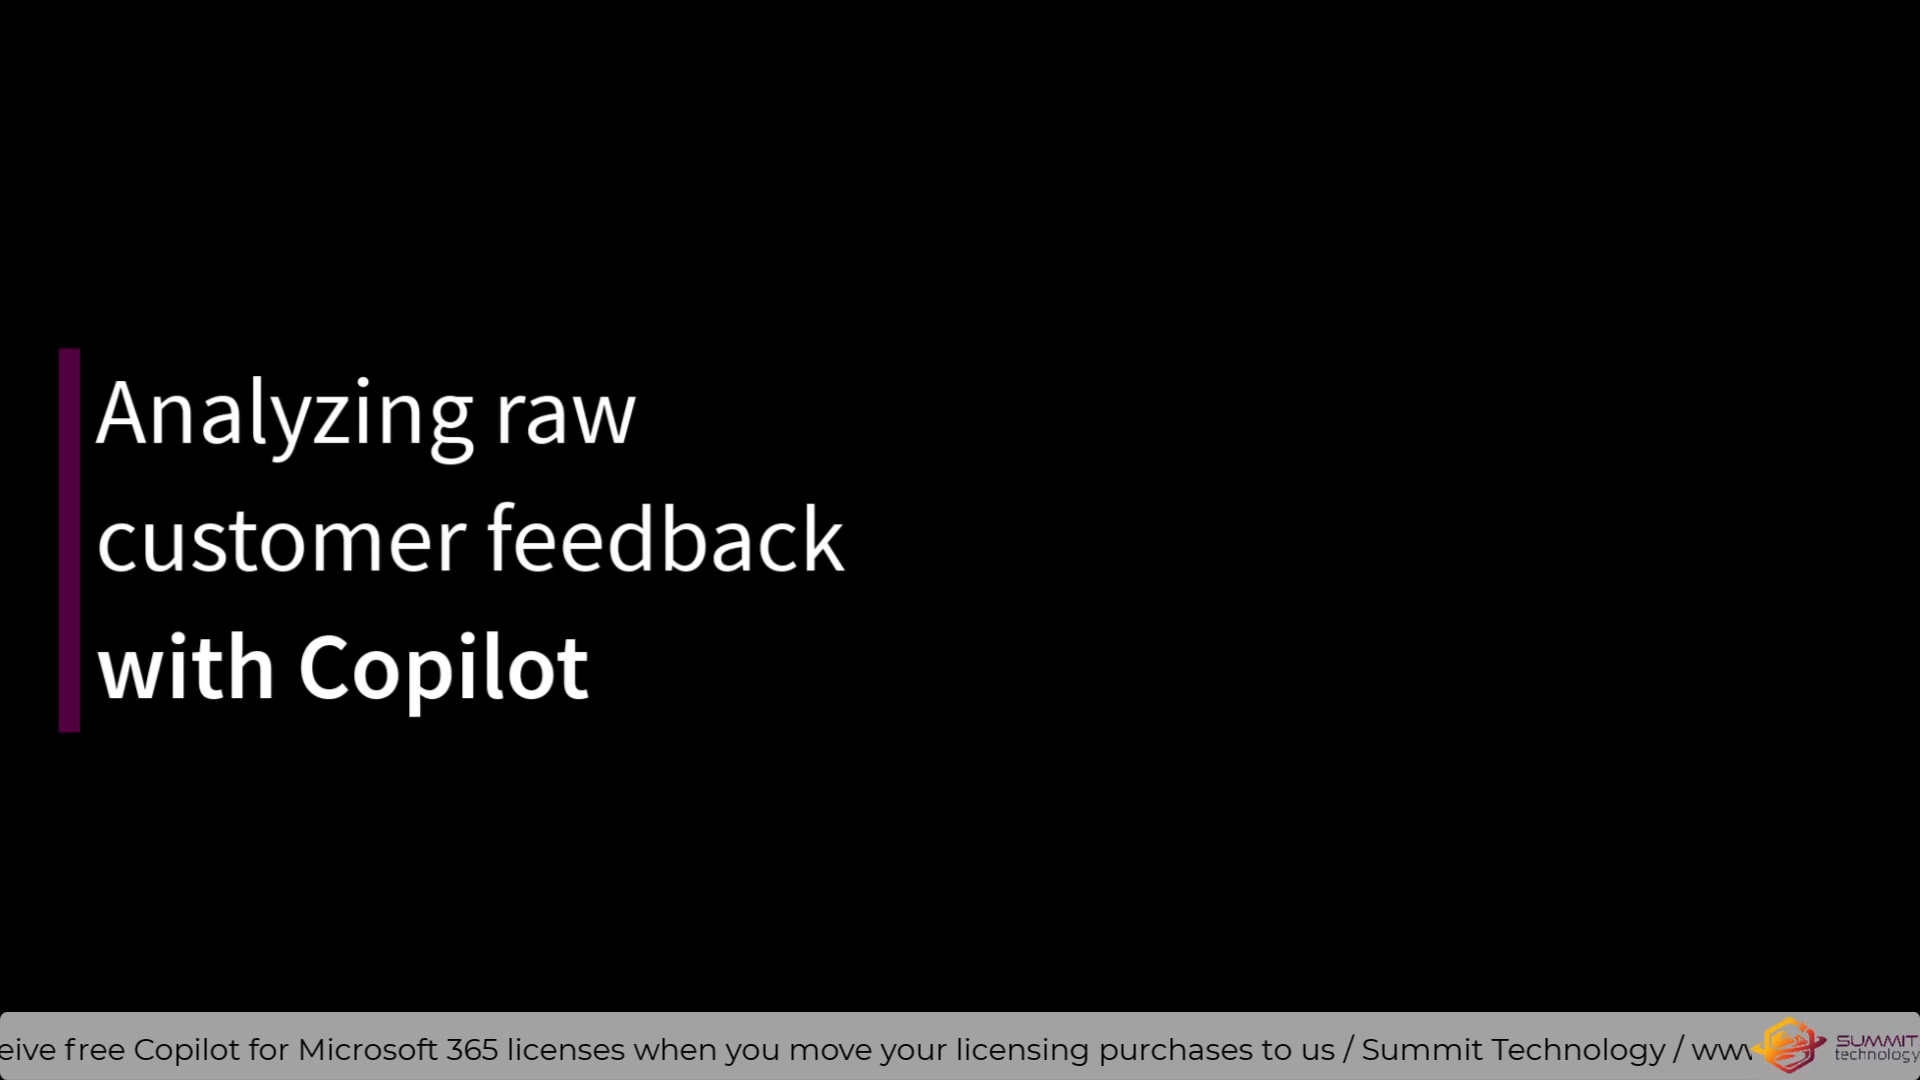 Analyzing raw
customer feedback
with Copilot
eive free Copilot for Microsoft 365 licenses when you move your licensing purchases to us / Summit Technology / www
SUMMIT
technology